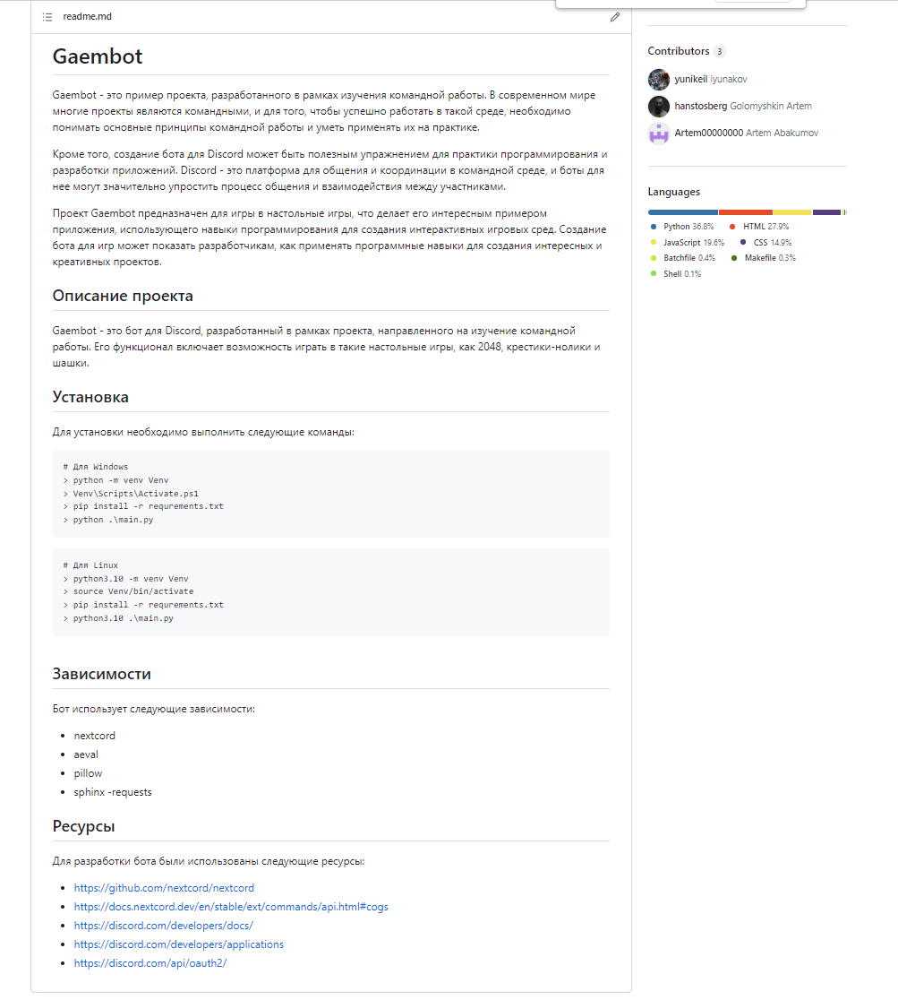 readme.md
Gaembot
Gaembot - это пример проекта, разработанного в рамках изучения командной работы. В современном мире
многие проекты являются командными, и для того, чтобы успешно работать в такой среде, необходимо
понимать основные принципы командной работы и уметь применять их на практике.
Кроме того, создание бота для Discord может быть полезным упражнением для практики программирования и
разработки приложений. Discord - это платформа для общения и координации в командной среде, и боты для
нее могут значительно упростить процесс общения и взаимодействия между участниками.
Проект Gaembot предназначен для игры в настольные игры, что делает его интересным примером
приложения, использующего навыки программирования для создания интерактивных игровых сред. Создание
бота для игр может показать разработчикам, как применять программные навыки для создания интересных и
креативных проектов.
Описание проекта
Gaembot - это бот для Discord, разработанный в рамках проекта, направленного на изучение командной
работы. Его функционал включает возможность играть в такие настольные игры, как 2048, крестики-нолики и
шашки.
Установка
Для установки необходимо выполнить следующие команды:
# Для Windows
> python -m venv Venv
> Venv\Scripts\Activate.ps1
> pip install -r requrements.txt
> python .\main.py
# Для Linux
> python3.10 -m venv Venv
> source Venv/bin/activate
> pip install -r requrements.txt
> python3.10 .\main.py
Зависимости
Бот использует следующие зависимости:
• nextcord
• aeval
• pillow
• sphinx -requests
Ресурсы
Для разработки бота были использованы следующие ресурсы:
• https://github.com/nextcord/nextcord
• https://docs.nextcord.dev/en/stable/ext/commands/api.html#cogs
• https://discord.com/developers/docs/
• https://discord.com/developers/applications
• https://discord.com/api/oauth2/
Contributors 3
yunikeil iyunakov
hanstosberg Golomyshkin Artem
Artem00000000 Artem Abakumov
Languages
Python 36.8% HTML 27.9%
JavaScript 19.6% CSS 14.9%
Batchfile 0.4% Makefile 0.3%
Shell 0.1%